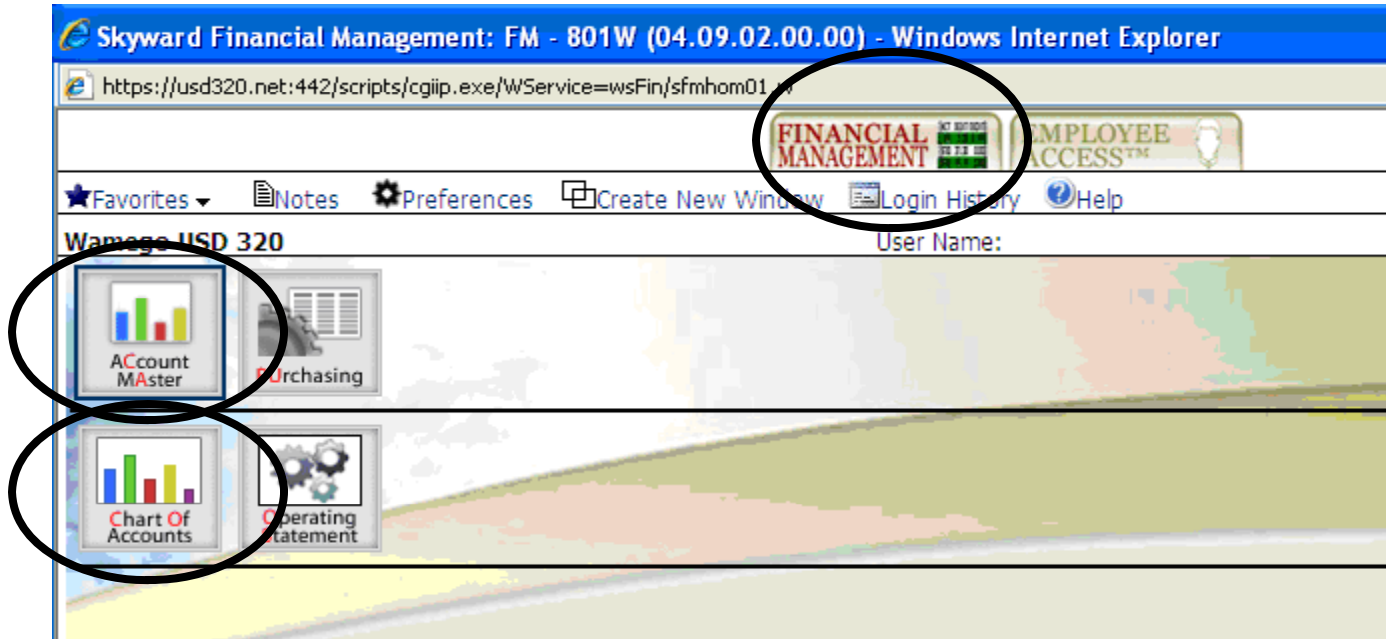 Skyward Financial Management: FM - 801W (04.09.02.00.00) - Windows Internet Explorer
https://usd320.net:442/scripts/cgiip.exe/WService=wsFin/sfmhom01.w
FINANCIAL MANAGEMENT
EMPLOYEE ACCESS™
Favorites Notes Preferences Create New Window Login History Help
Wamego USD 320 User Name:
ACcount
MAster
PUrchasing
Chart Of
Accounts
Operating
Statement